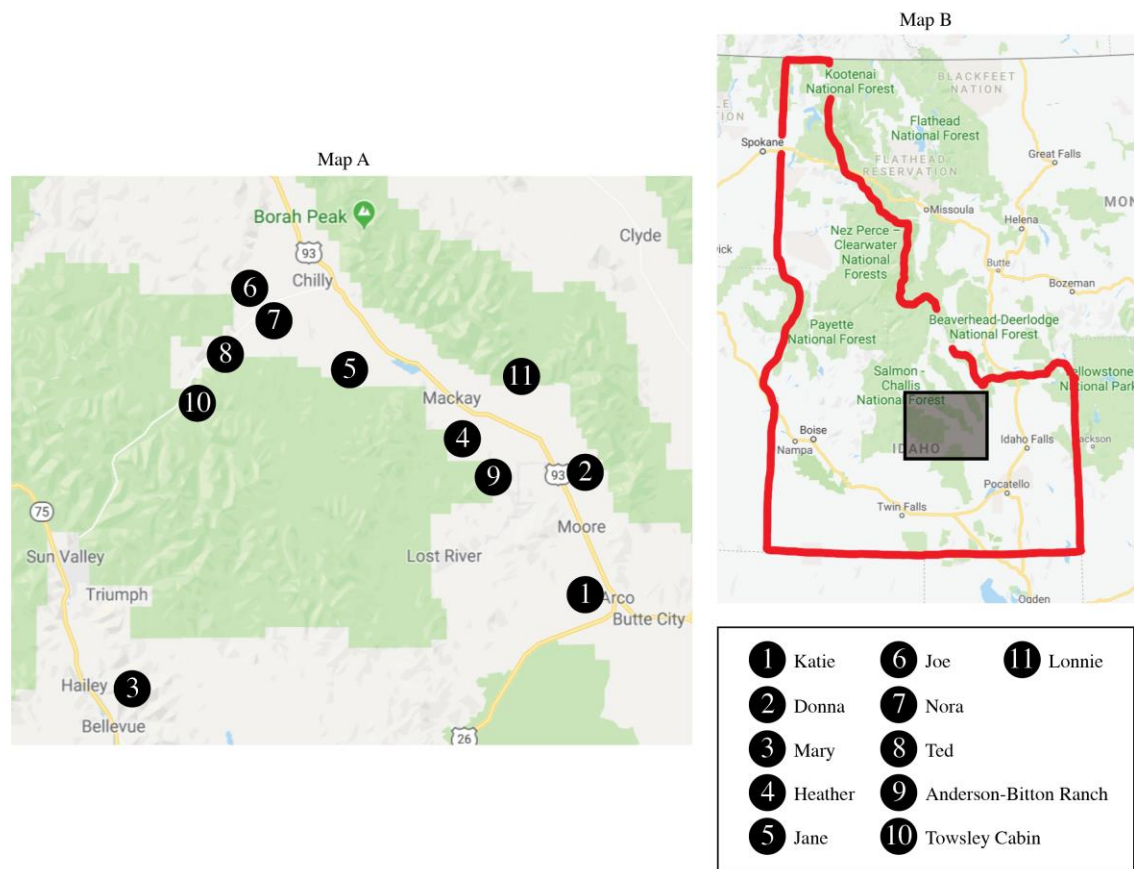 Map A
Borah Peak
93
Clyde
Chilly
6
7
8
5
11
10
Mackay
4
9
93
2
75
Moore
Sun Valley
Lost River
Triumph
1
Arco
Butte City
Hailey
3
Bellevue
26
Map B
Kootenai
National Forest
BLACKFEET
NATION
Flathead
National Forest
Spokane
Great Falls
FLATHEAD
RESERVATION
Missoula
MON
Helena
Nez Perce –
Clearwater
National
Forests
Butte
Bozeman
Payette
National Forest
Beaverhead-Deerlodge
National Forest
Salmon -
Challis
National Forest
Yellowstone
National Park
Boise
Nampa
IDAHO
Idaho Falls
Jackson
Pocatello
Twin Falls
Ogden
1 Katie
6 Joe
11 Lonnie
2 Donna
7 Nora
3 Mary
8 Ted
4 Heather
9 Anderson-Bitton Ranch
5 Jane
10 Towsley Cabin